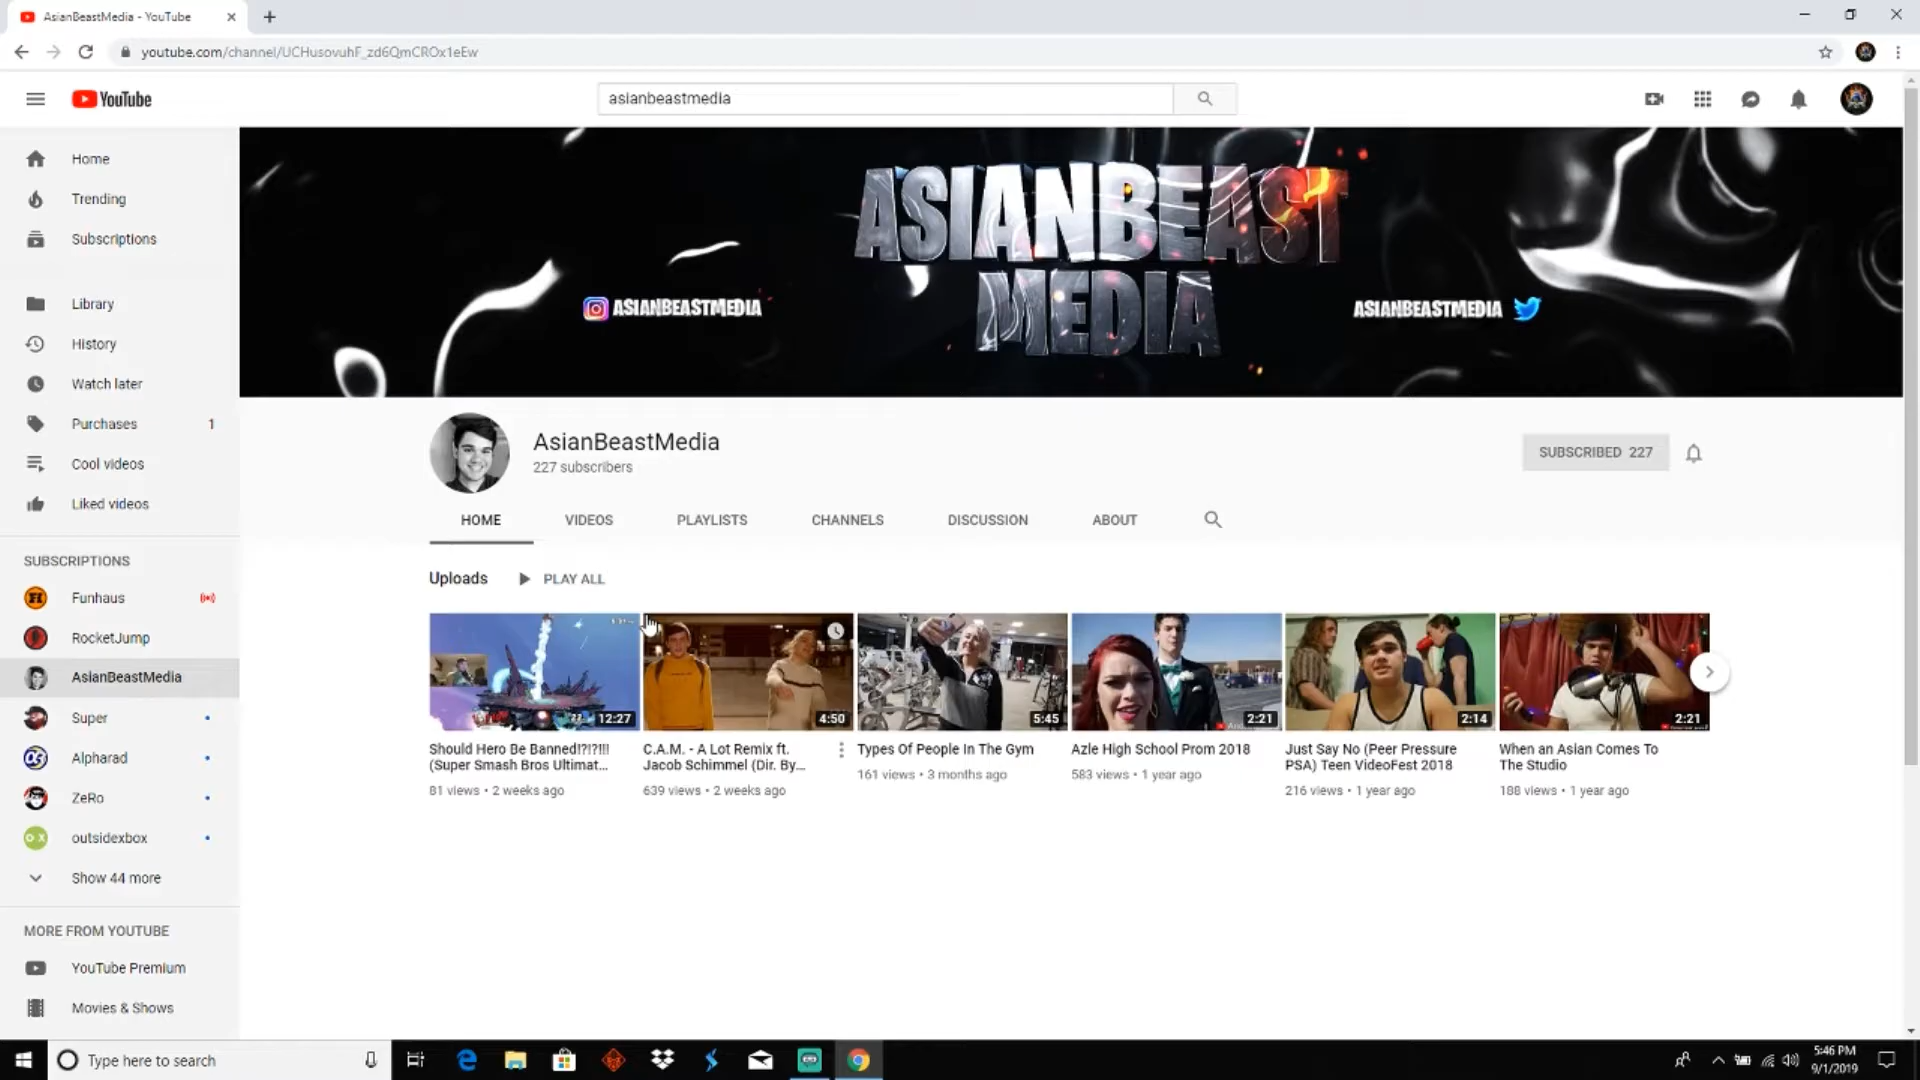 AsianBeastMedia - YouTube
youtube.com/channel/UCHusovuhF_zd6QmCROx1eEw
YouTube
asianbeastmedia
Home
Trending
Subscriptions
Library
History
Watch later
Purchases 1
Cool videos
Liked videos
SUBSCRIPTIONS
Funhaus
RocketJump
AsianBeastMedia
Super
Alpharad
ZeRo
outsidexbox
Show 44 more
MORE FROM YOUTUBE
YouTube Premium
Movies & Shows
ASIANBEAST
MEDIA
ASIANBEASTMEDIA
ASIANBEASTMEDIA
AsianBeastMedia
227 subscribers
SUBSCRIBED 227
HOME VIDEOS PLAYLISTS CHANNELS DISCUSSION ABOUT
Uploads PLAY ALL
12:27
4:50
5:45
2:21
2:14
2:21
Should Hero Be Banned!?!?!!!
(Super Smash Bros Ultimat...
81 views • 2 weeks ago
C.A.M. - A Lot Remix ft.
Jacob Schimmel (Dir. By...
639 views • 2 weeks ago
Types Of People In The Gym
161 views • 3 months ago
Azle High School Prom 2018
583 views • 1 year ago
Just Say No (Peer Pressure
PSA) Teen VideoFest 2018
216 views • 1 year ago
When an Asian Comes To
The Studio
188 views • 1 year ago
Type here to search
5:46 PM
9/1/2019